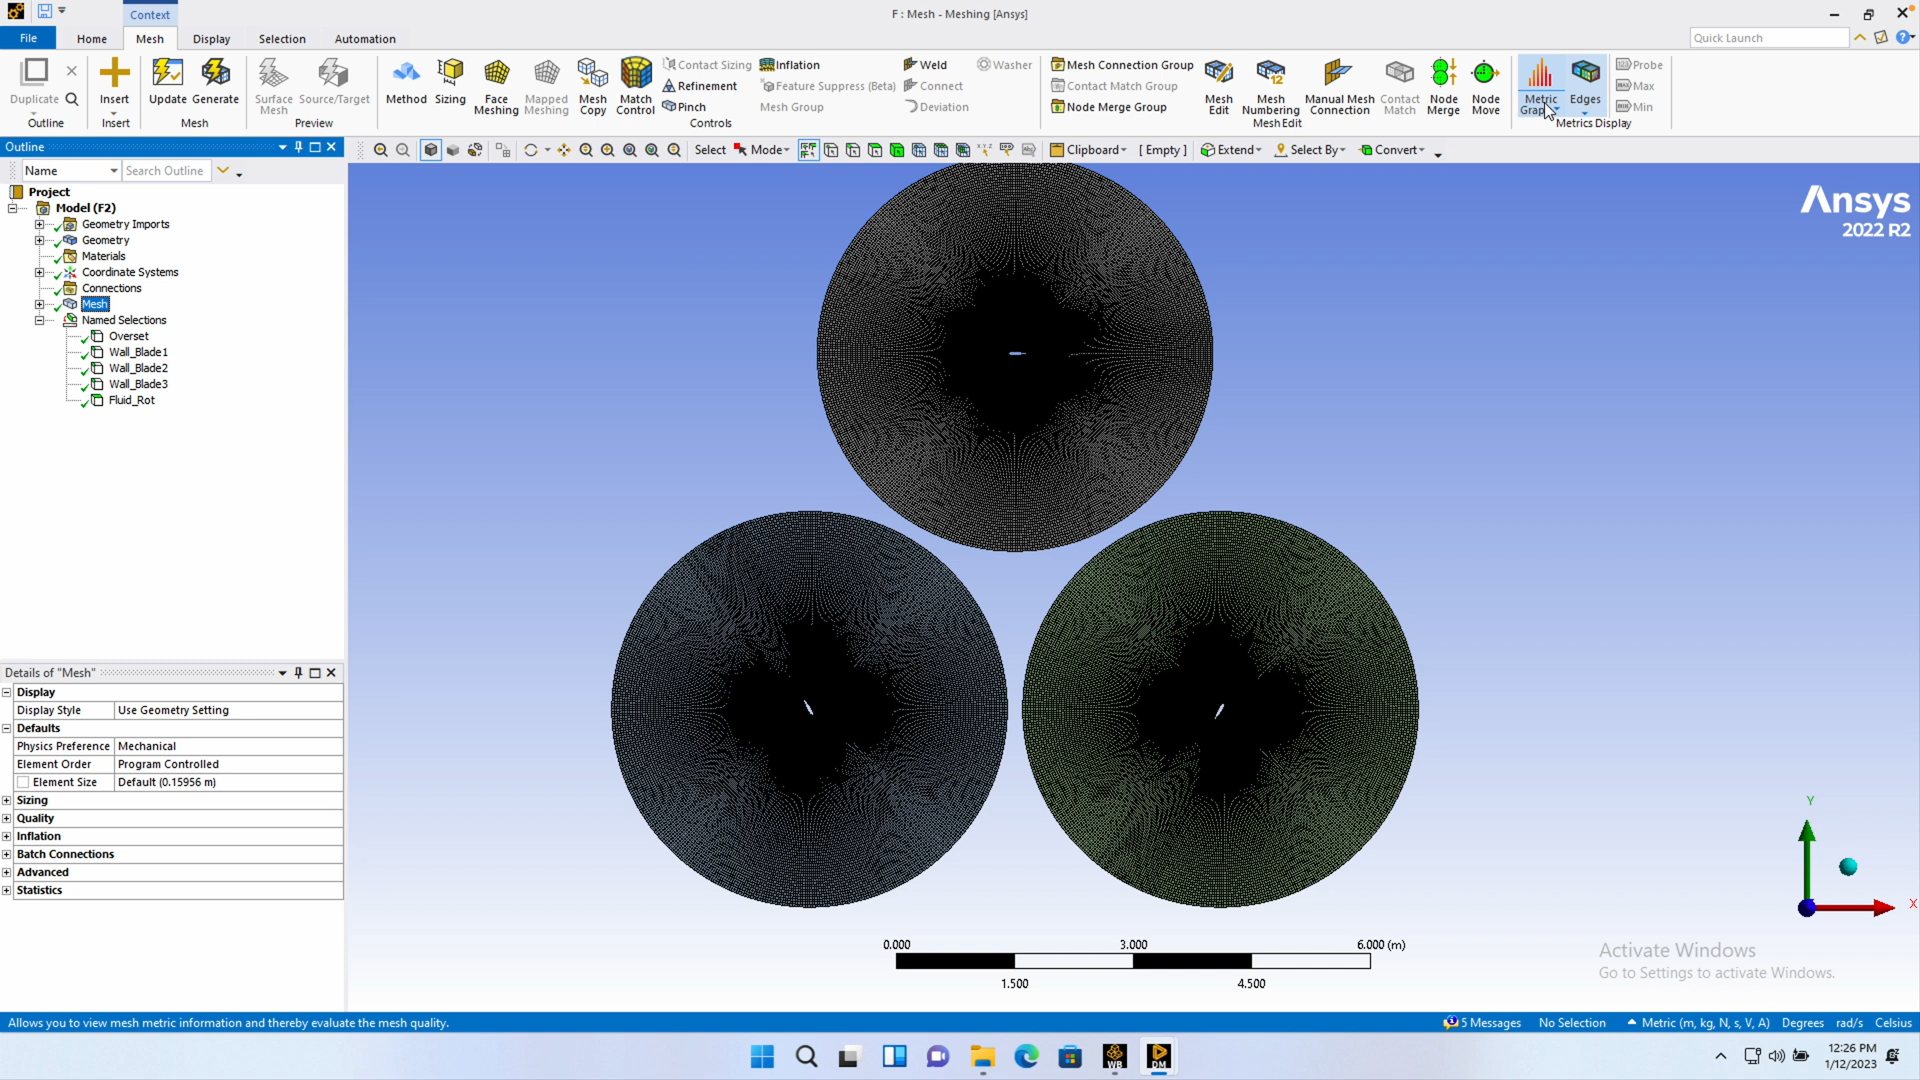 Context
F : Mesh - Meshing [Ansys]
File
Home
Mesh
Display
Selection
Automation
Quick Launch
Duplicate
Outline
Insert
Insert
Update
Generate
Mesh
Surface Mesh
Source/Target
Preview
Method
Sizing
Face Meshing
Mapped Meshing
Mesh Copy
Match Control
Contact Sizing
Refinement
Pinch
Inflation
Feature Suppress (Beta)
Mesh Group
Weld
Connect
Deviation
Washer
Controls
Mesh Connection Group
Contact Match Group
Node Merge Group
Mesh Edit
Mesh Numbering
Manual Mesh Connection
Contact Match
Node Merge
Node Move
Mesh Edit
Metric Graph
Edges
Probe
Max
Min
Metrics Display
Outline
Name
Search Outline
Select
Mode
Clipboard
[ Empty ]
Extend
Select By
Convert
Project
Model (F2)
Geometry Imports
Geometry
Materials
Coordinate Systems
Connections
Mesh
Named Selections
Overset
Wall_Blade1
Wall_Blade2
Wall_Blade3
Fluid_Rot
Ansys
2022 R2
Details of "Mesh"
Display
Display Style Use Geometry Setting
Defaults
Physics Preference Mechanical
Element Order Program Controlled
Element Size Default (0.15956 m)
Sizing
Quality
Inflation
Batch Connections
Advanced
Statistics
Y
X
0.000 3.000 6.000 (m)
1.500 4.500
Activate Windows
Go to Settings to activate Windows.
Allows you to view mesh metric information and thereby evaluate the mesh quality.
5 Messages
No Selection
Metric (m, kg, N, s, V, A)
Degrees
rad/s
Celsius
WB
DM
12:26 PM
1/12/2023